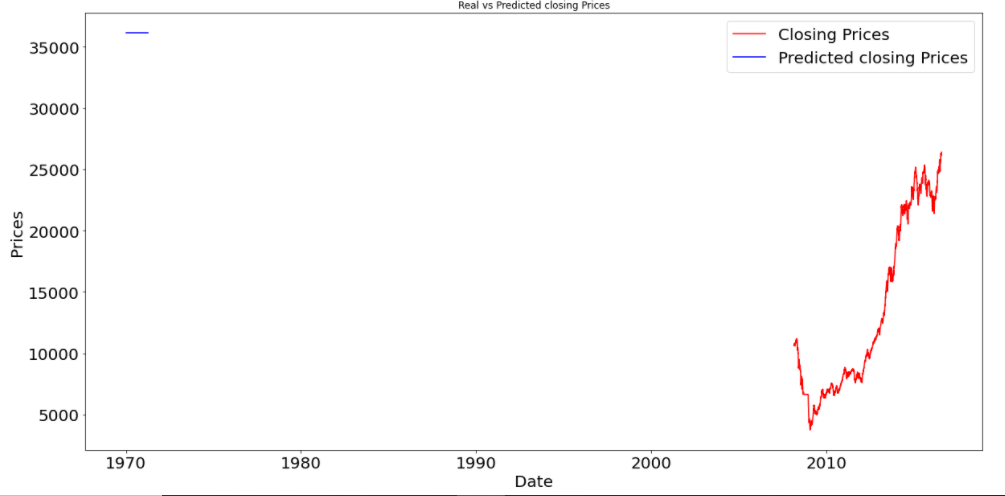 Real vs Predicted closing Prices
Closing Prices
Predicted closing Prices
35000
30000
25000
20000
15000
10000
5000
Prices
1970
1980
1990
2000
2010
Date